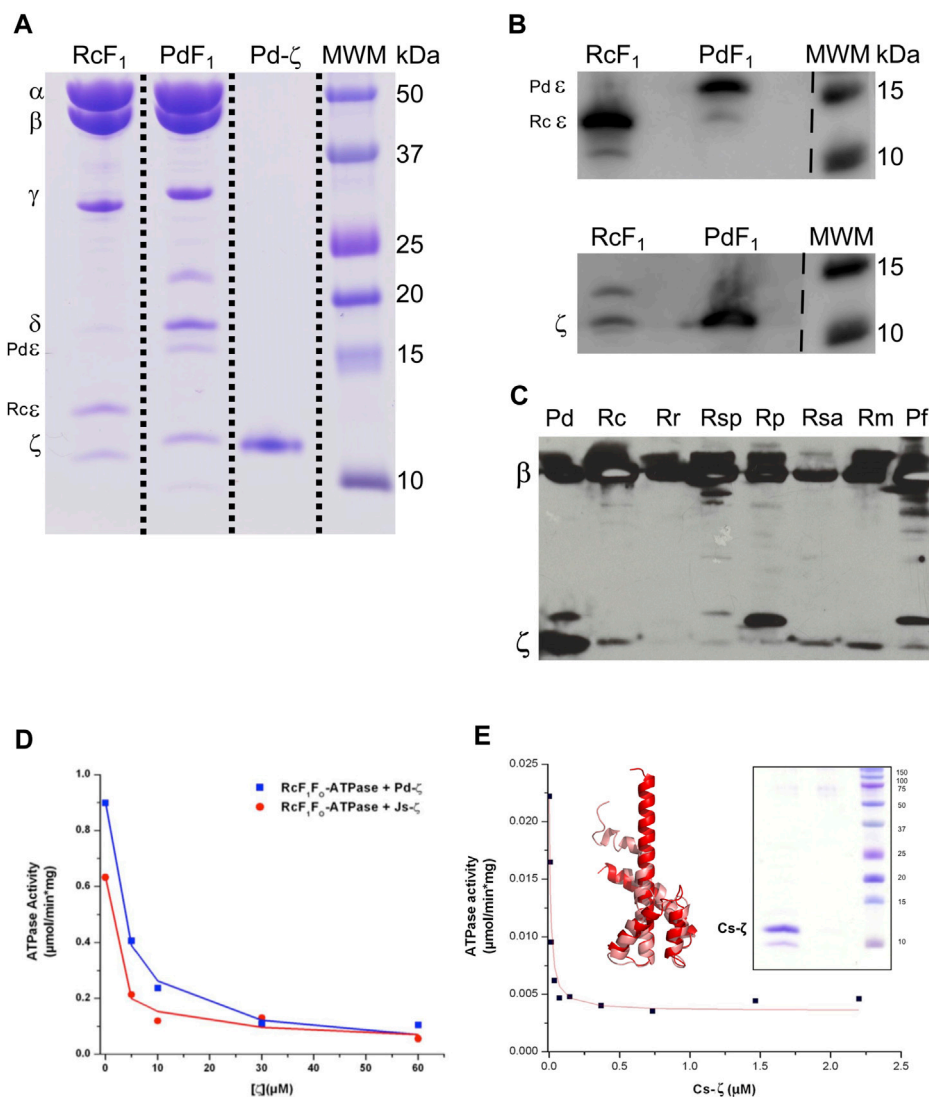 A
RcF1 PdF1 Pd-ζ MWM kDa
α
β
γ
δ
Pdε
Rcε
ζ
50
37
25
20
15
10
B
RcF1 PdF1 MWM
Pd ε
Rc ε
15
10
RcF1 PdF1 MWM
ζ
15
10
C
Pd Rc Rr Rsp Rp Rsa Rm Pf
β
ζ
D
ATPase Activity
(µmol/min*mg)
1.0
0.8
0.6
0.4
0.2
0.0
RcF1FO-ATPase + Pd-ζ
RcF1FO-ATPase + Js-ζ
0 10 20 30 40 50 60
[ζ](µM)
E
ATPase activity
(µmol/min*mg)
0.025
0.020
0.015
0.010
0.005
0.000
Cs-ζ
150
100
75
50
37
25
20
15
10
0.0 0.5 1.0 1.5 2.0 2.5
Cs-ζ (µM)